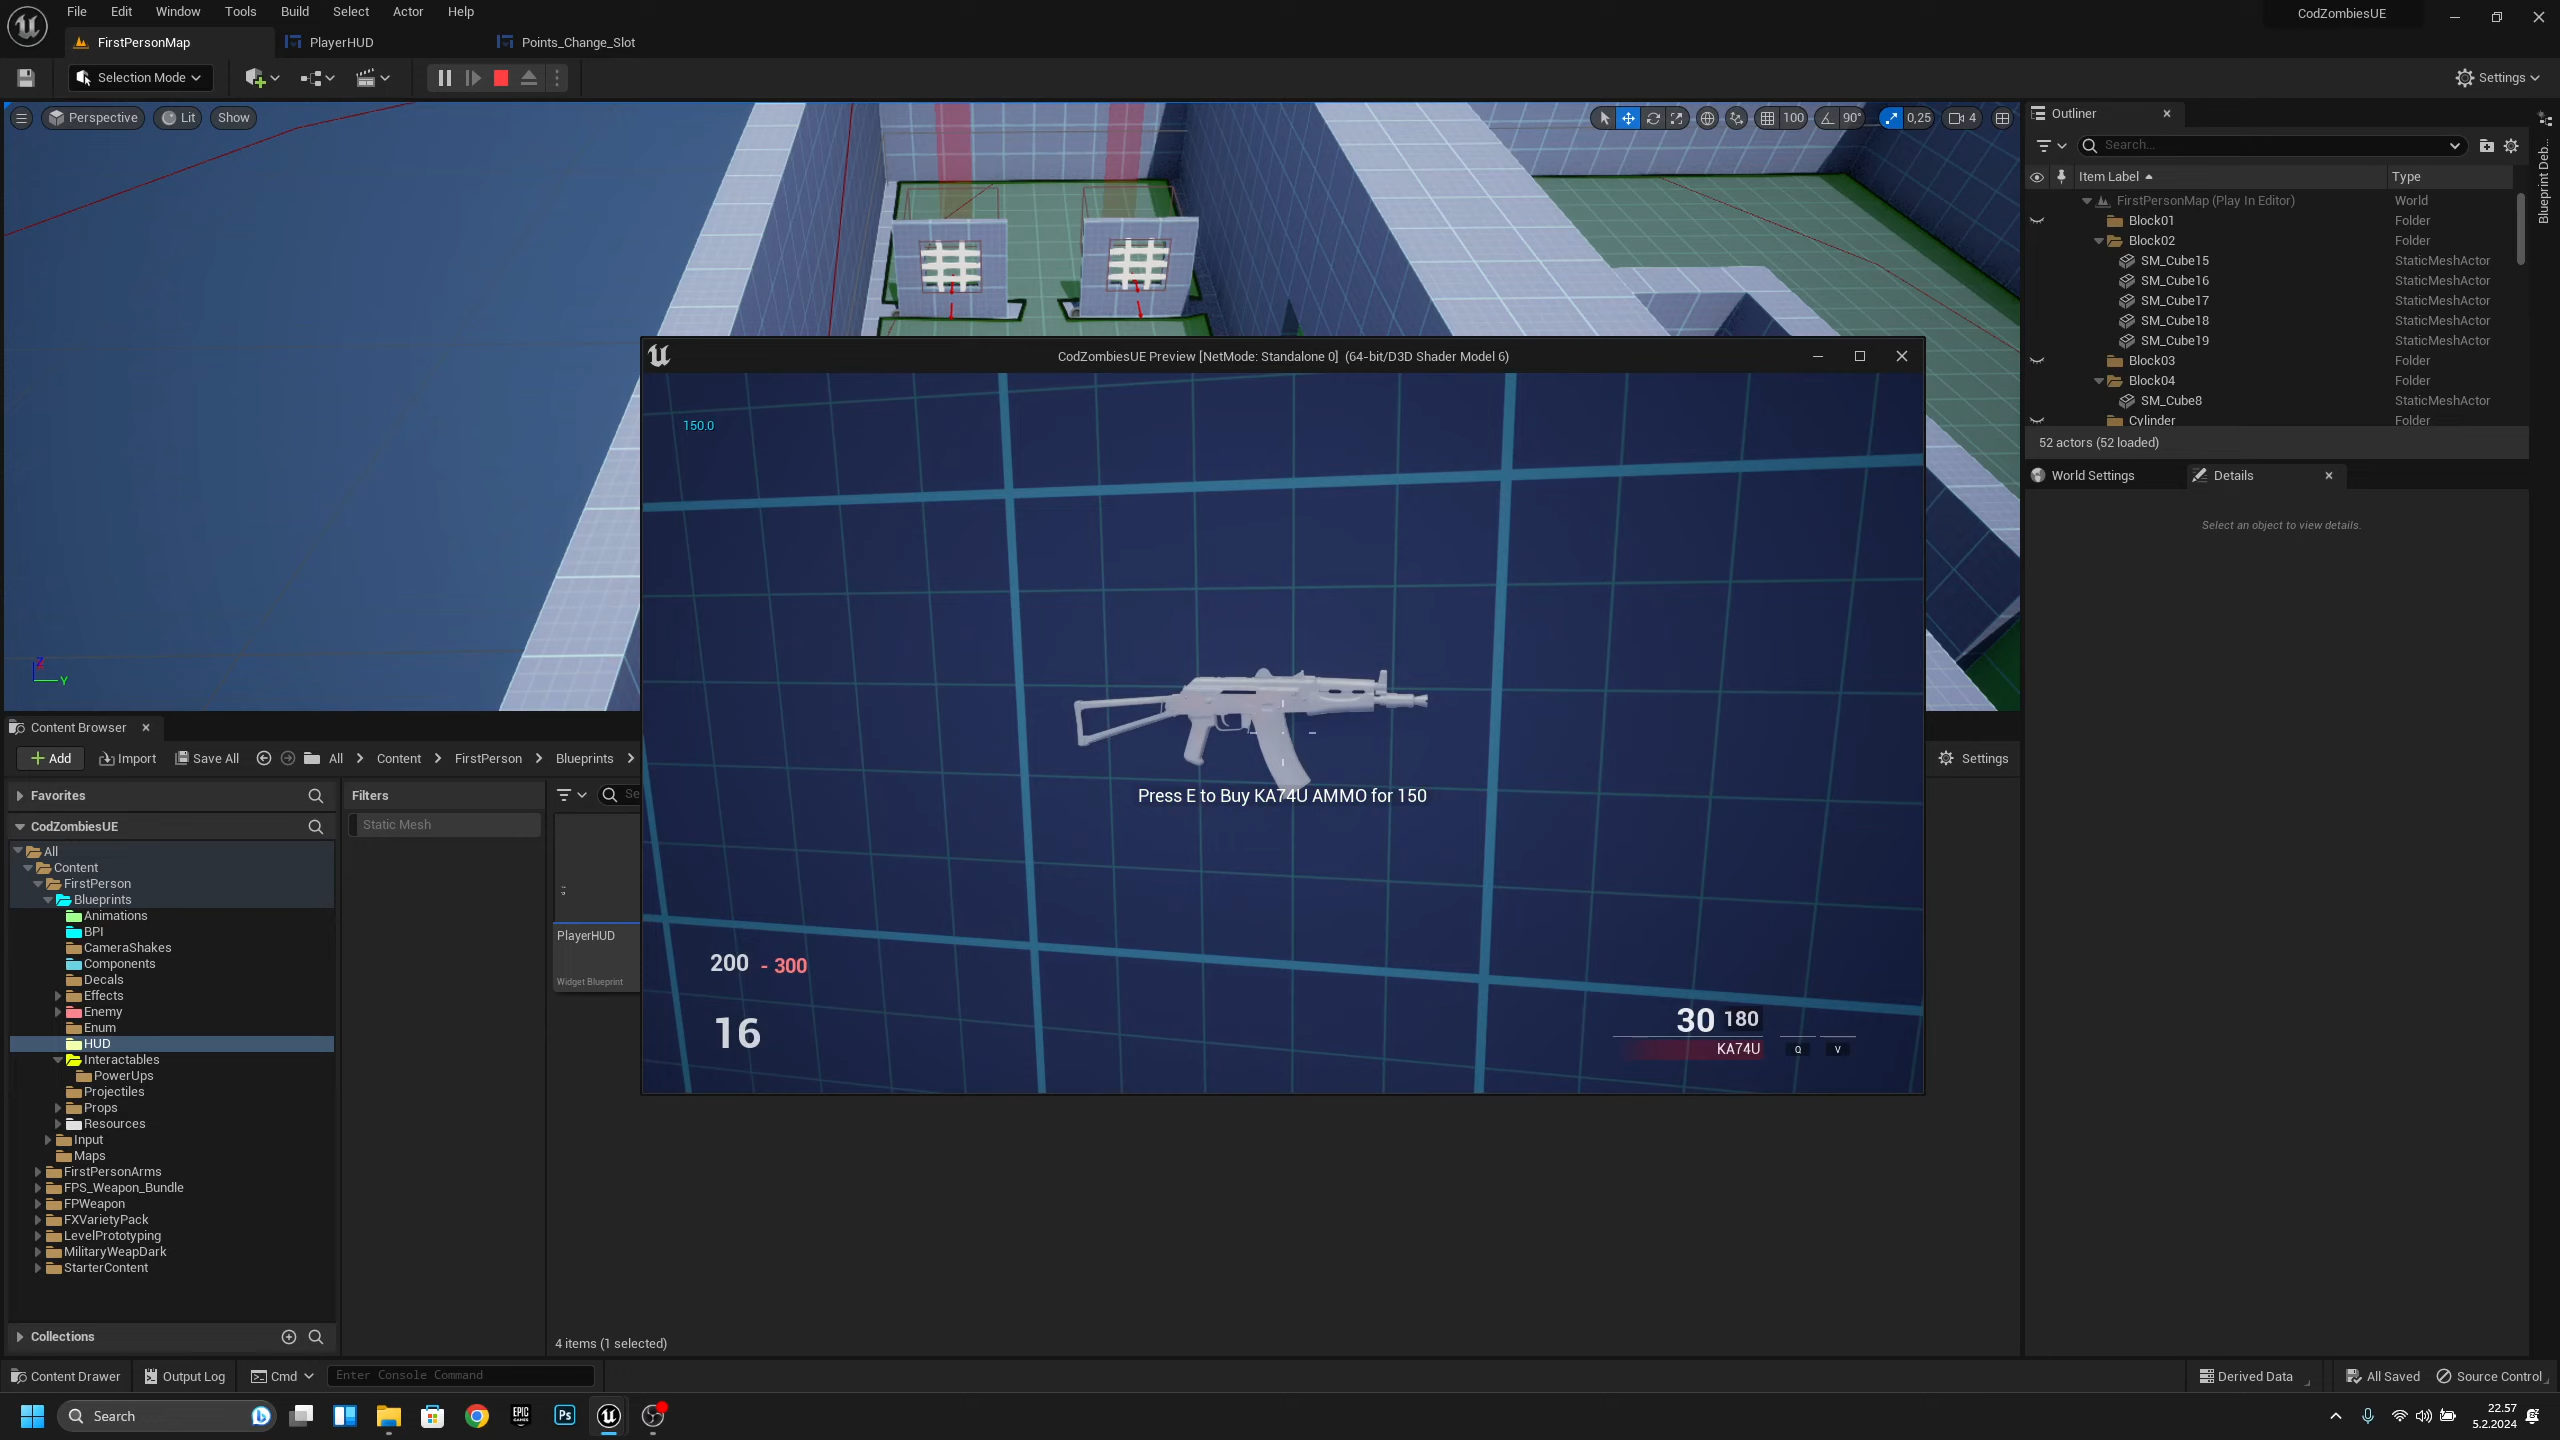 File Edit Window Tools Build Select Actor Help
CodZombiesUE
FirstPersonMap PlayerHUD Points_Change_Slot
Selection Mode
Settings
Perspective Lit Show
100 90° 0,25 4
Outliner
Search...
Item Label Type
FirstPersonMap (Play In Editor) World
Block01 Folder
Block02 Folder
SM_Cube15 StaticMeshActor
SM_Cube16 StaticMeshActor
SM_Cube17 StaticMeshActor
SM_Cube18 StaticMeshActor
SM_Cube19 StaticMeshActor
Block03 Folder
Block04 Folder
SM_Cube8 StaticMeshActor
Cylinder Folder
52 actors (52 loaded)
World Settings Details
Select an object to view details.
Blueprint Deb...
CodZombiesUE Preview [NetMode: Standalone 0] (64-bit/D3D Shader Model 6)
150.0
Press E to Buy KA74U AMMO for 150
200 - 300
16
30 180
KA74U Q V
Z
Y
Content Browser
Add Import Save All All Content FirstPerson Blueprints
Settings
Favorites
Filters
Static Mesh
Se
CodZombiesUE
All
Content
FirstPerson
Blueprints
Animations
BPI
CameraShakes
Components
Decals
Effects
Enemy
Enum
HUD
Interactables
PowerUps
Projectiles
Props
Resources
Input
Maps
FirstPersonArms
FPS_Weapon_Bundle
FPWeapon
FXVarietyPack
LevelPrototyping
MilitaryWeapDark
StarterContent
PlayerHUD
Widget Blueprint
Collections
4 items (1 selected)
Content Drawer Output Log Cmd Enter Console Command
Derived Data All Saved Source Control
Search
EPIC GAMES
Ps
22.57
5.2.2024